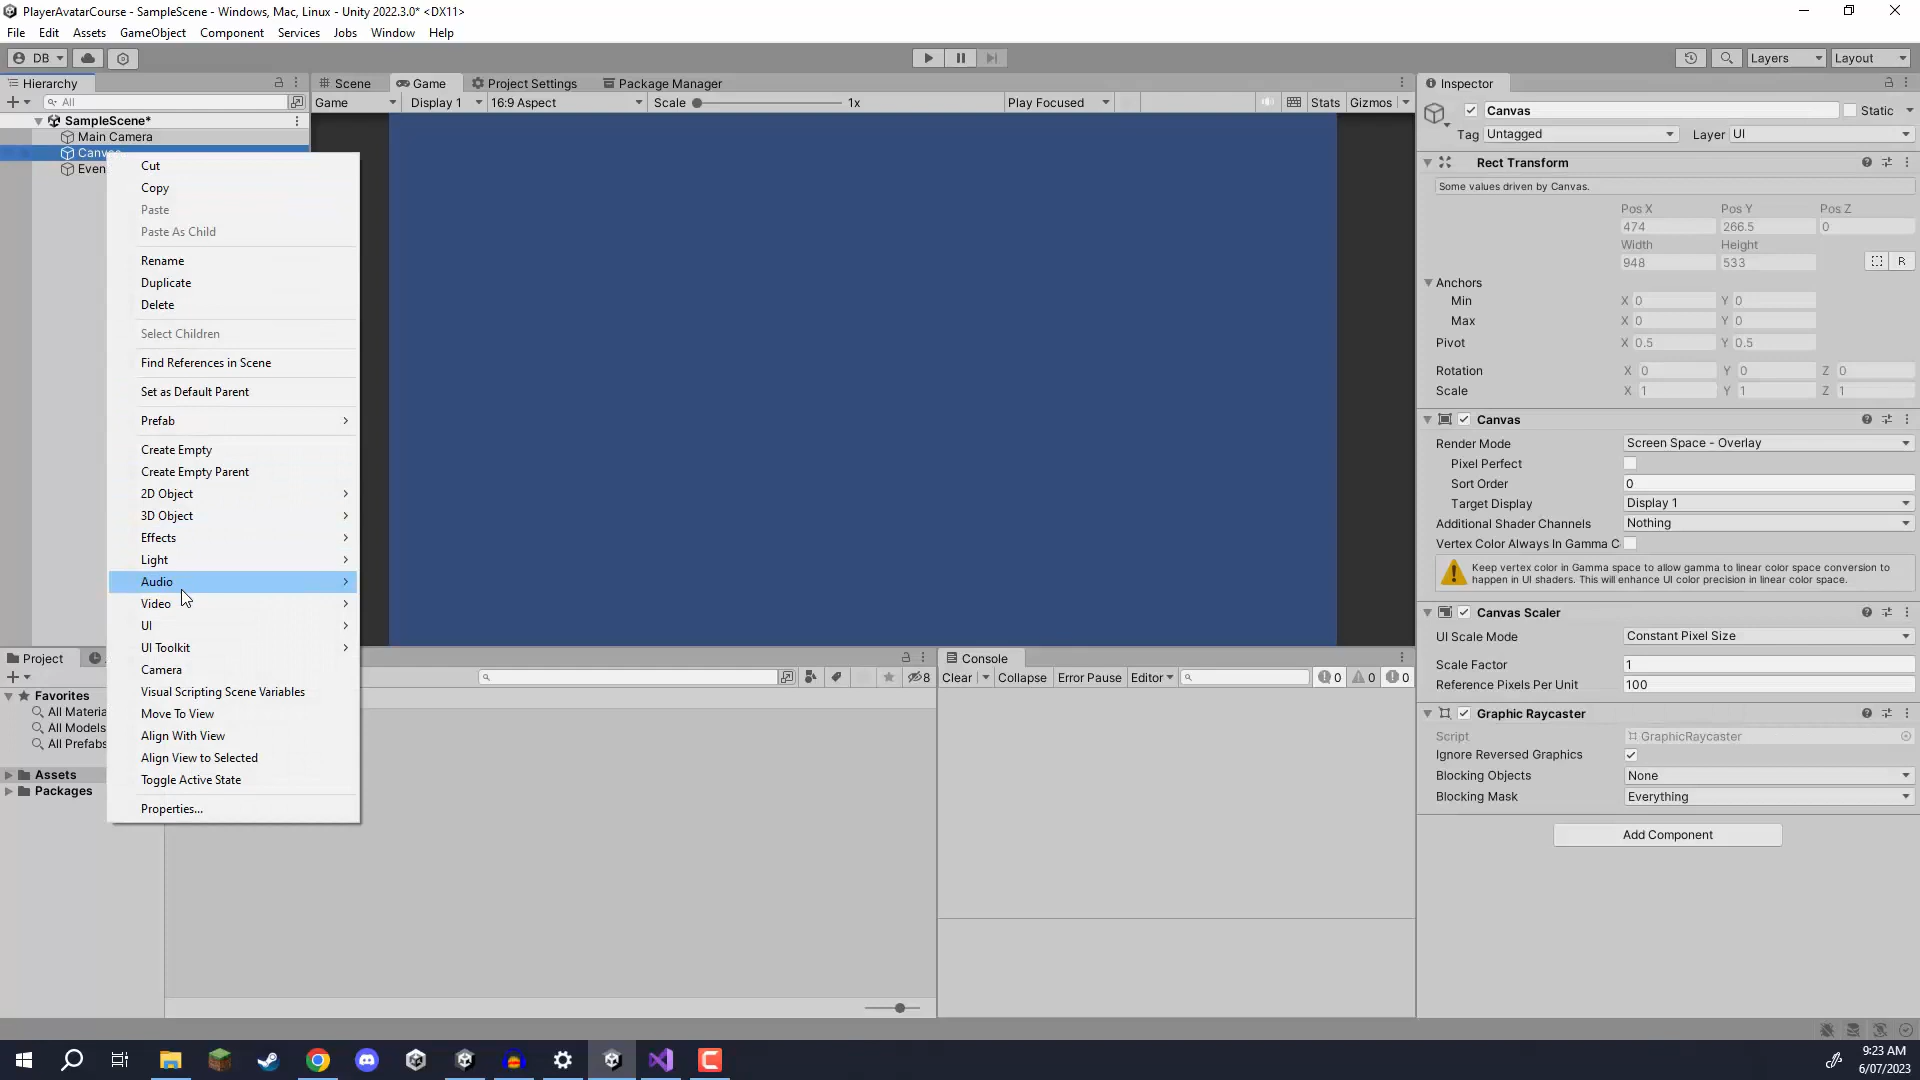 PlayerAvatarCourse - SampleScene - Windows, Mac, Linux - Unity 2022.3.0* <DX11>
File Edit Assets GameObject Component Services Jobs Window Help
DB Layers Layout
Hierarchy
All
SampleScene*
Main Camera
Canvas
Even
Cut
Copy
Paste
Paste As Child
Rename
Duplicate
Delete
Select Children
Find References in Scene
Set as Default Parent
Prefab
Create Empty
Create Empty Parent
2D Object
3D Object
Effects
Light
Audio
Video
UI
UI Toolkit
Camera
Visual Scripting Scene Variables
Move To View
Align With View
Align View to Selected
Toggle Active State
Properties...
Scene Game Project Settings Package Manager
Game Display 1 16:9 Aspect Scale 1x Play Focused Stats Gizmos
Project
8
Favorites
All Materia
All Models
All Prefabs
Assets
Packages
Console
Clear Collapse Error Pause Editor 0 0 0
Inspector
Canvas Static
Tag Untagged Layer UI
Rect Transform
Some values driven by Canvas.
Pos X Pos Y Pos Z
474 266.5 0
Width Height
948 533 R
Anchors
Min X 0 Y 0
Max X 0 Y 0
Pivot X 0.5 Y 0.5
Rotation X 0 Y 0 Z 0
Scale X 1 Y 1 Z 1
Canvas
Render Mode Screen Space - Overlay
Pixel Perfect
Sort Order 0
Target Display Display 1
Additional Shader Channels Nothing
Vertex Color Always In Gamma C
Keep vertex color in Gamma space to allow gamma to linear color space conversion to
happen in UI shaders. This will enhance UI color precision in linear color space.
Canvas Scaler
UI Scale Mode Constant Pixel Size
Scale Factor 1
Reference Pixels Per Unit 100
Graphic Raycaster
Script GraphicRaycaster
Ignore Reversed Graphics
Blocking Objects None
Blocking Mask Everything
Add Component
9:23 AM
6/07/2023